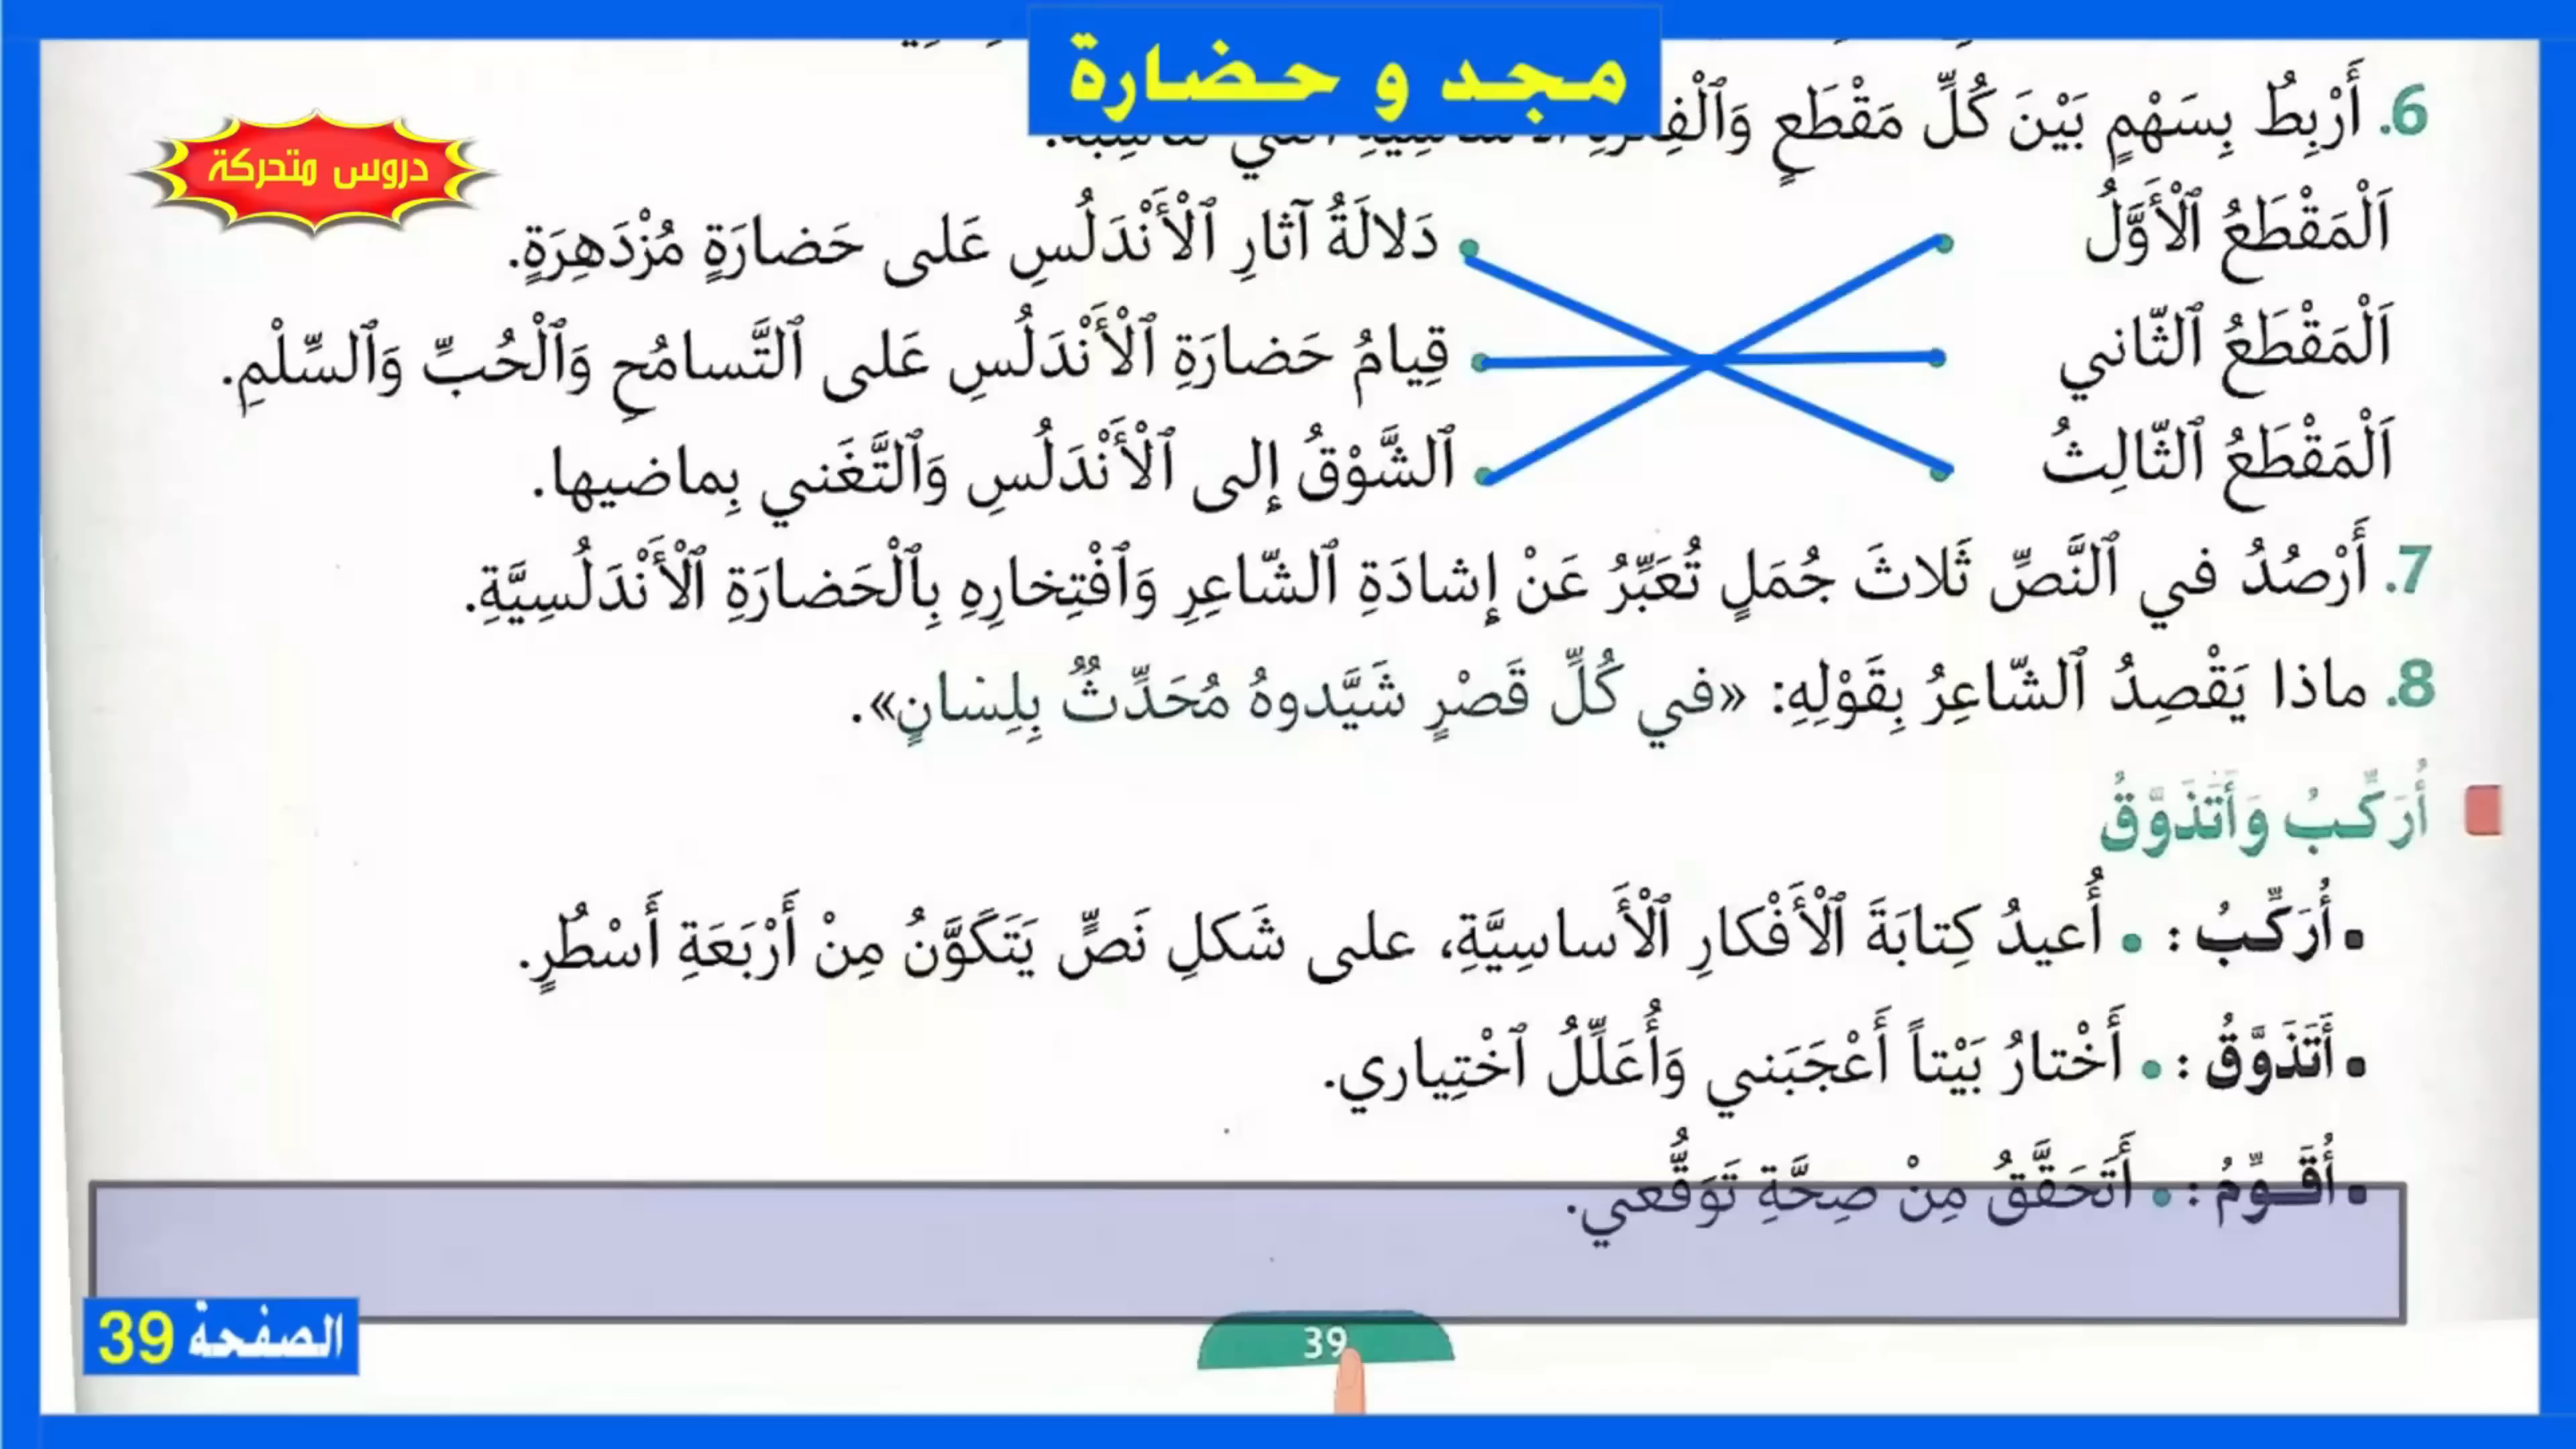 مجد و حضارة
دروس متحركة
6. أَرْبِطُ بِسَهْمٍ بَيْنَ كُلِّ مَقْطَعٍ
اَلْمَقْطَعُ ٱلْأَوَّلُ
دَلالَةُ آثارِ ٱلْأَنْدَلُسِ عَلى حَضارَةٍ مُزْدَهِرَةٍ.
اَلْمَقْطَعُ ٱلثّاني
قِيامُ حَضارَةِ ٱلْأَنْدَلُسِ عَلى ٱلتَّسامُحِ وَٱلْحُبِّ وَٱلسِّلْمِ.
اَلْمَقْطَعُ ٱلثّالِثُ
ٱلشَّوْقُ إِلى ٱلْأَنْدَلُسِ وَٱلتَّغَني بِماضيها.
7. أَرْصُدُ في ٱلنَّصِّ ثَلاثَ جُمَلٍ تُعَبِّرُ عَنْ إِشادَةِ ٱلشّاعِرِ وَٱفْتِخارِهِ بِٱلْحَضارَةِ ٱلْأَنْدَلُسِيَّةِ.
8. ماذا يَقْصِدُ ٱلشّاعِرُ بِقَوْلِهِ: «في كُلِّ قَصْرٍ شَيَّدوهُ مُحَدِّثٌ بِلِسانٍ».
أُرَكِّبُ وَأَتَذَوَّقُ
▪ أُرَكِّبُ : • أُعيدُ كِتابَةَ ٱلْأَفْكارِ ٱلْأَساسِيَّةِ، على شَكلِ نَصٍّ يَتَكَوَّنُ مِنْ أَرْبَعَةِ أَسْطُرٍ.
▪ أَتَذَوَّقُ : • أَخْتارُ بَيْتاً أَعْجَبَني وَأُعَلِّلُ ٱخْتِياري.
▪ أُقَـوِّمُ : • أَتَحَقَّقُ مِنْ صِحَّةِ تَوَقُّعي.
الصفحة 39
39